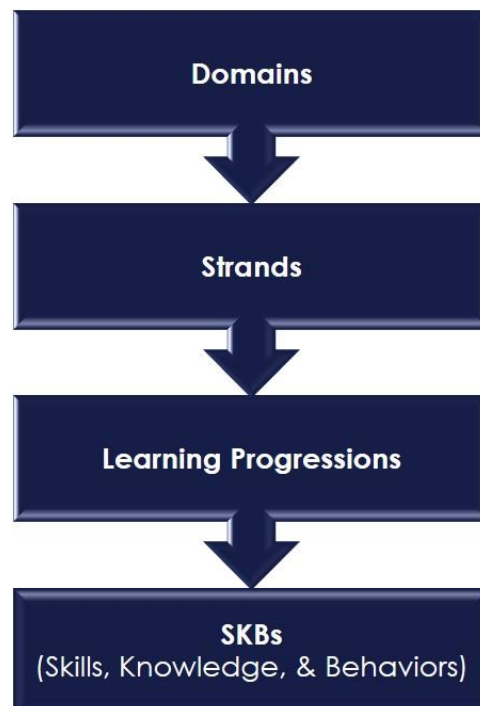 Domains
Strands
Learning Progressions
SKBs
(Skills, Knowledge, & Behaviors)